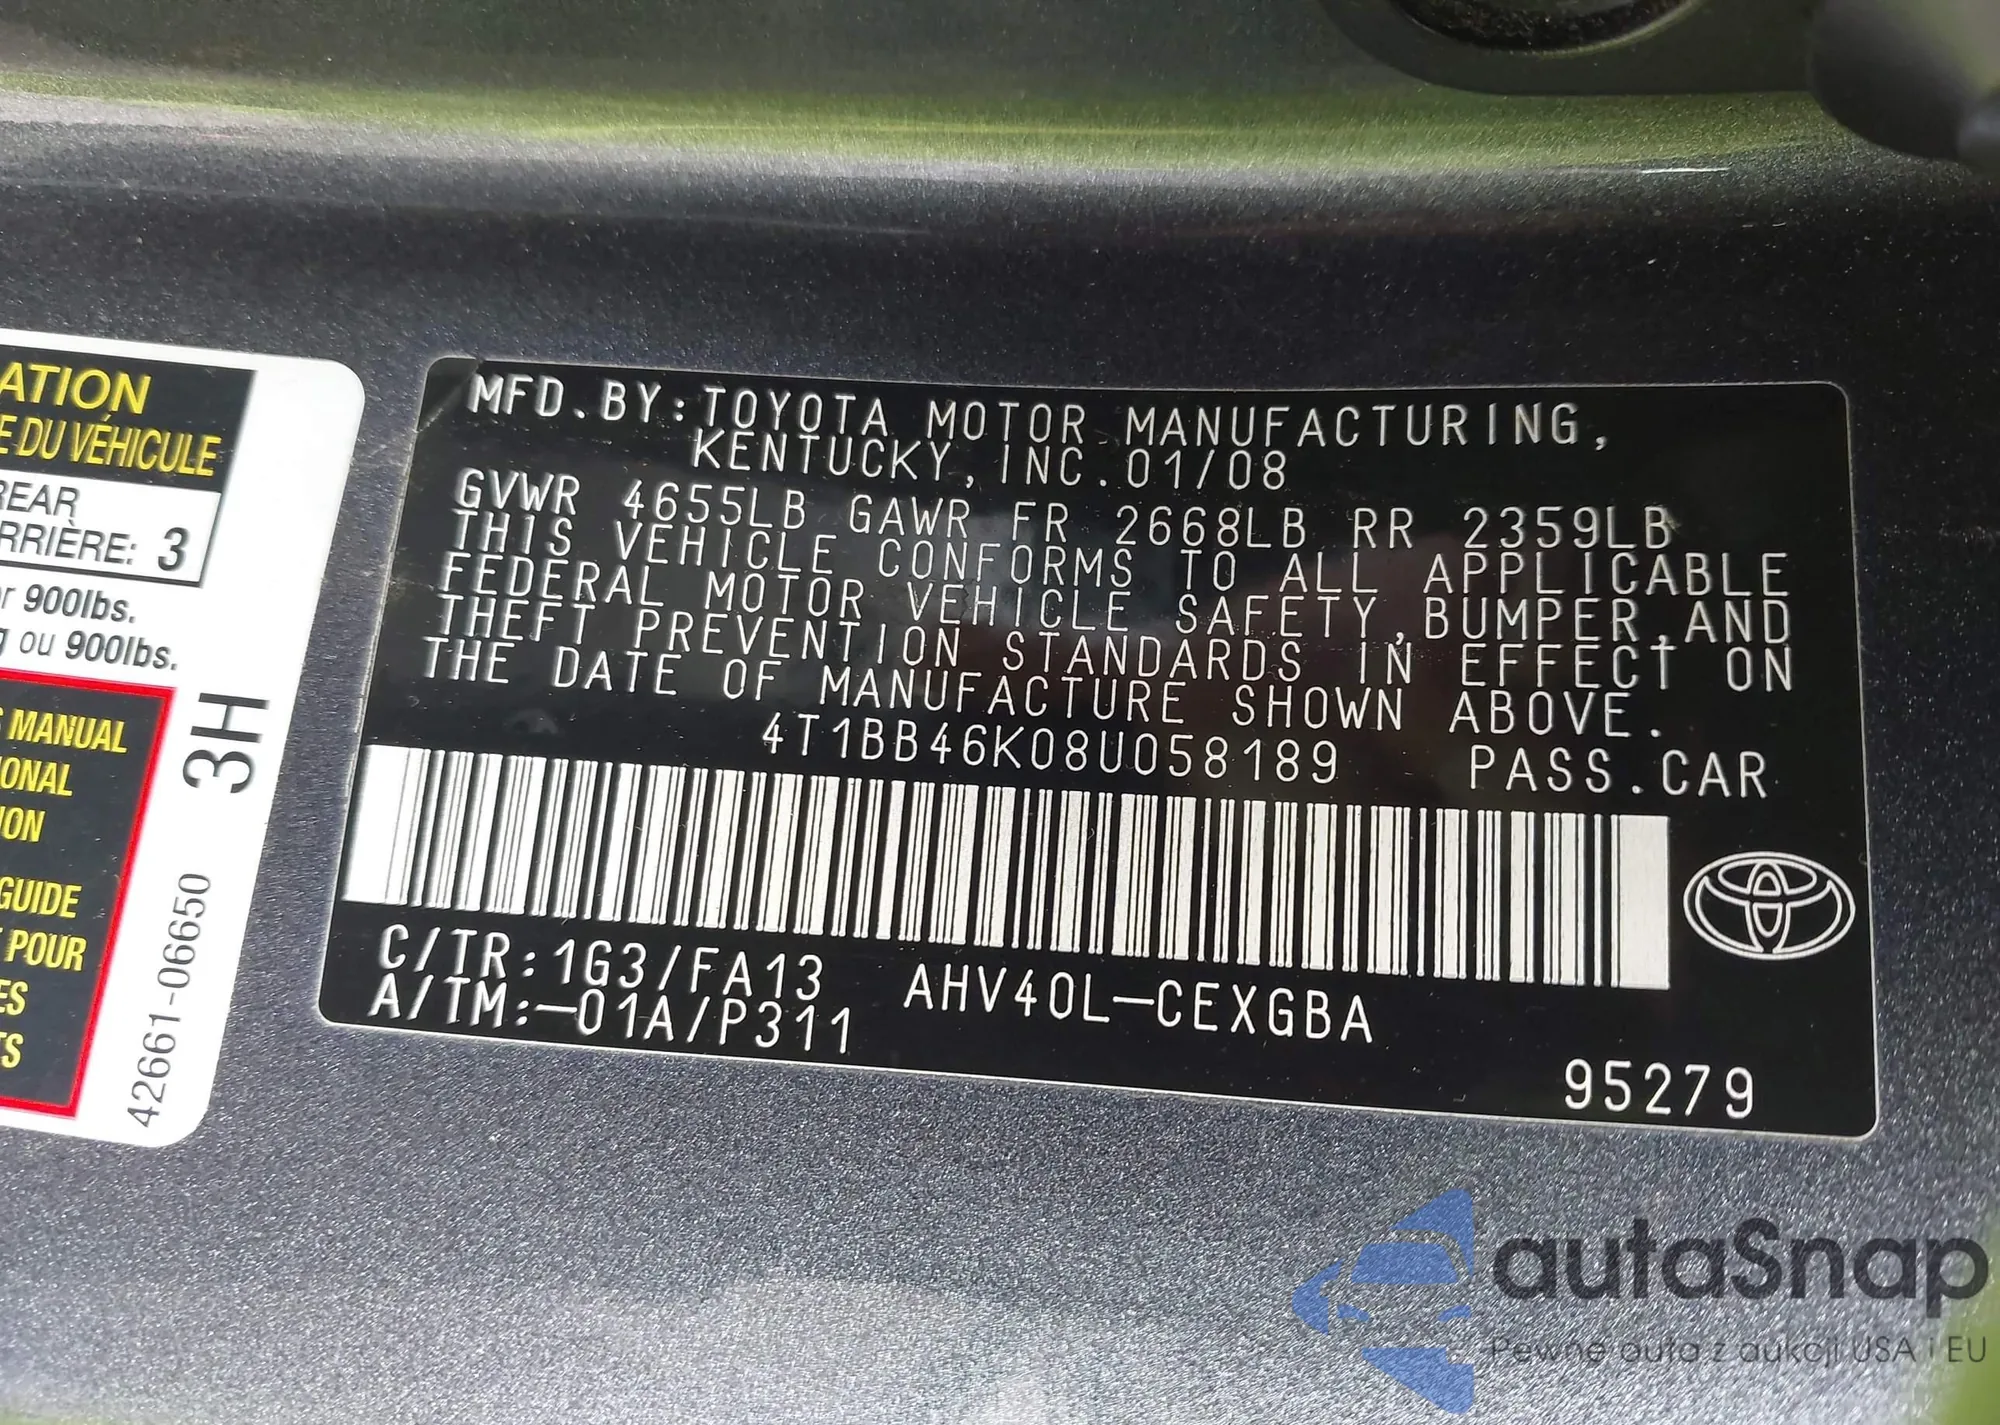 ATION
E DU VÉHICULE
REAR
RRIÈRE: 3
r 900lbs.
g ou 900lbs.
S MANUAL
IONAL
ION
GUIDE
T POUR
ES
TS
3H
42661-06650
MFD.BY:TOYOTA MOTOR MANUFACTURING,
KENTUCKY,INC.01/08
GVWR 4655LB GAWR FR 2668LB RR 2359LB
THIS VEHICLE CONFORMS TO ALL APPLICABLE
FEDERAL MOTOR VEHICLE SAFETY,BUMPER,AND
THEFT PREVENTION STANDARDS IN EFFECT ON
THE DATE OF MANUFACTURE SHOWN ABOVE.
4T1BB46K08U058189 PASS.CAR
C/TR:1G3/FA13 AHV40L-CEXGBA
A/TM:-01A/P311
95279
autaSnap
Pewne auta z aukcji USA i EU